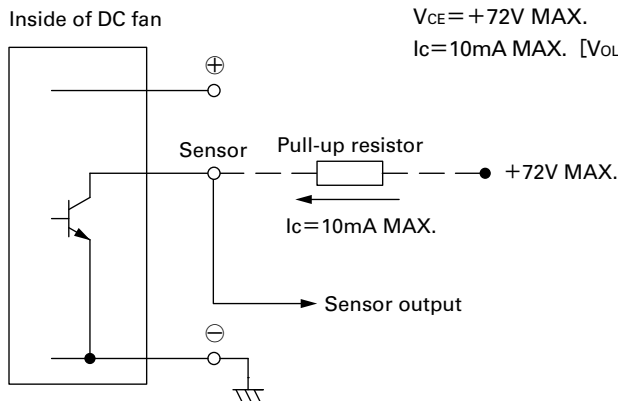 Inside of DC fan
VCE=+72V MAX.
Ic=10mA MAX. [VOL
+
Sensor
Pull-up resistor
+72V MAX.
Ic=10mA MAX.
Sensor output
−